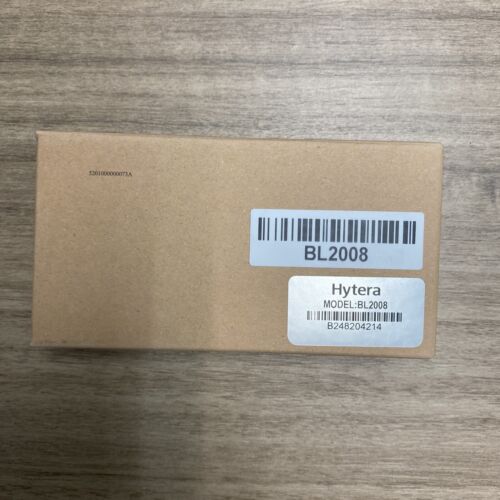 5201000000073A
BL2008
Hytera
MODEL:BL2008
B248204214